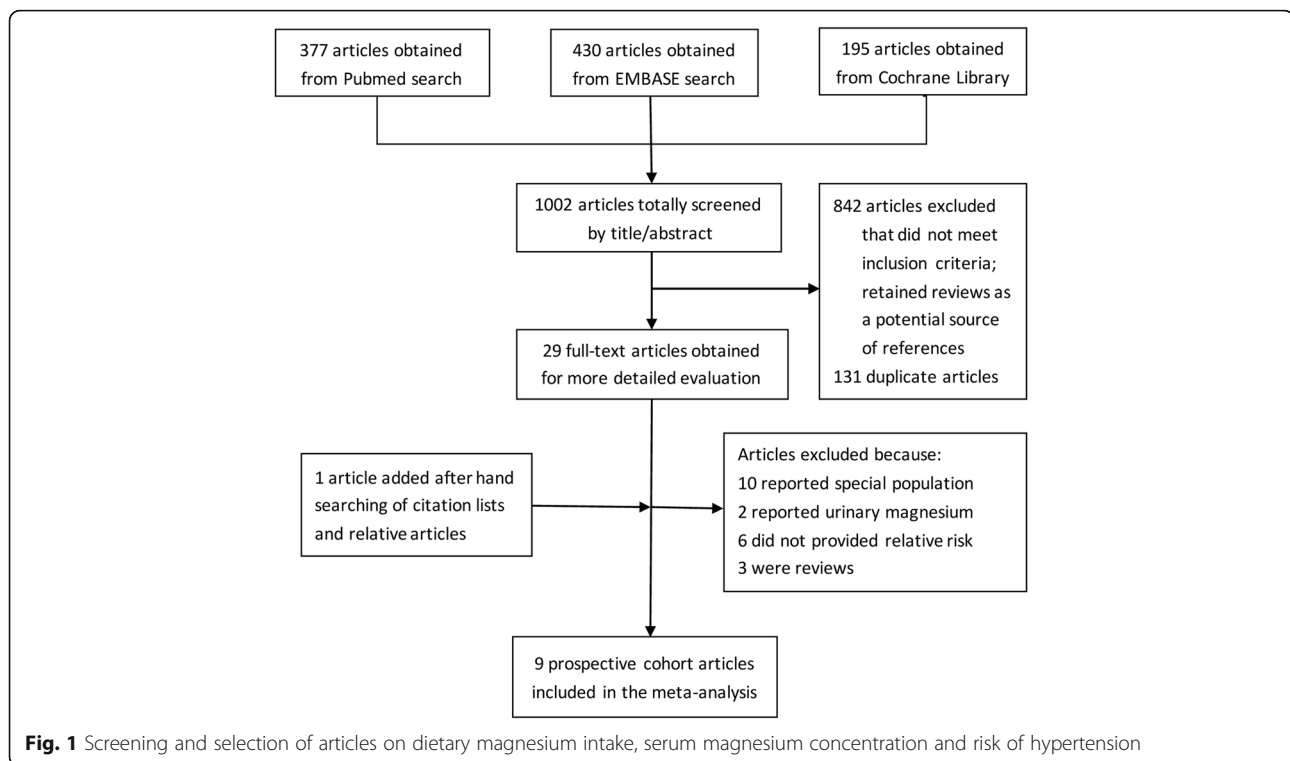 377 articles obtained
from Pubmed search
430 articles obtained
from EMBASE search
195 articles obtained
from Cochrane Library
1002 articles totally screened
by title/abstract
842 articles excluded
that did not meet
inclusion criteria;
retained reviews as
a potential source
of references
131 duplicate articles
29 full-text articles obtained
for more detailed evaluation
1 article added after hand
searching of citation lists
and relative articles
Articles excluded because:
10 reported special population
2 reported urinary magnesium
6 did not provided relative risk
3 were reviews
9 prospective cohort articles
included in the meta-analysis
Fig. 1 Screening and selection of articles on dietary magnesium intake, serum magnesium concentration and risk of hypertension